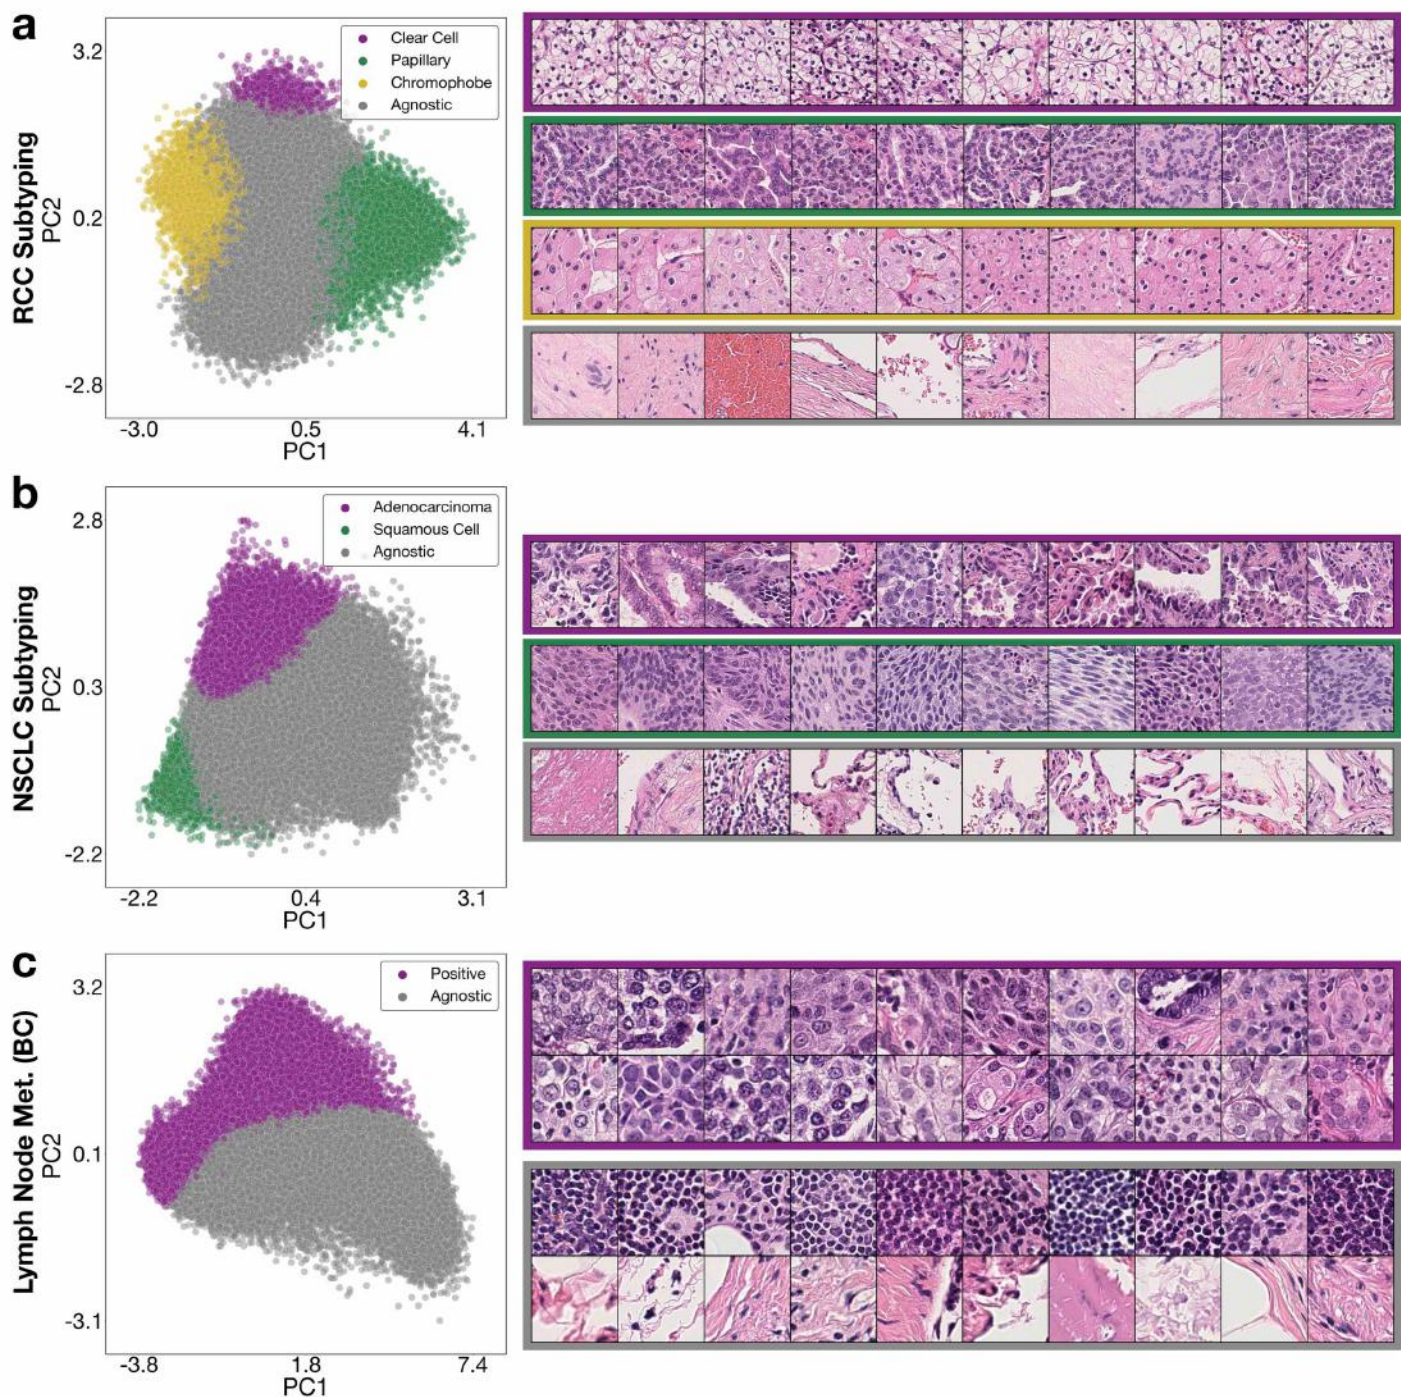 a
RCC Subtyping
PC2
3.2
0.2
-2.8
Clear Cell
Papillary
Chromophobe
Agnostic
-3.0 0.5 4.1
PC1
b
NSCLC Subtyping
PC2
2.8
0.3
-2.2
Adenocarcinoma
Squamous Cell
Agnostic
-2.2 0.4 3.1
PC1
c
Lymph Node Met. (BC)
PC2
3.2
0.1
-3.1
Positive
Agnostic
-3.8 1.8 7.4
PC1